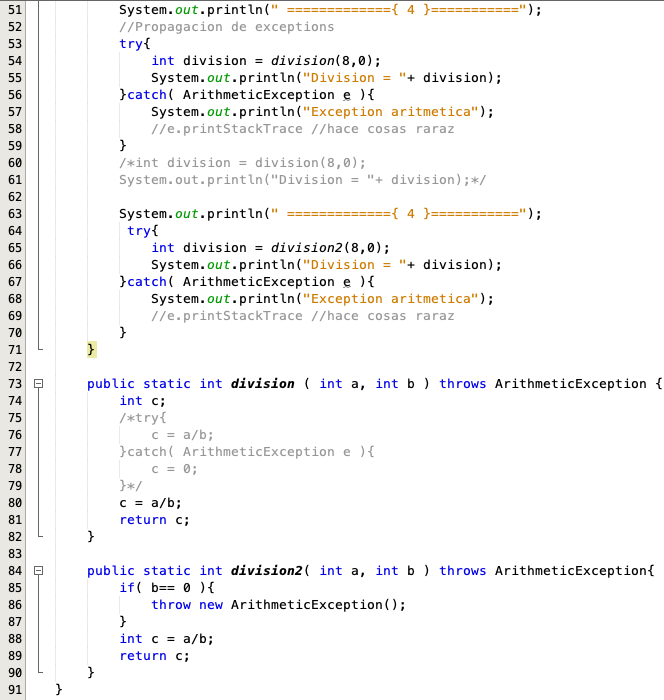 51 System.out.println(" =============={ 4 }===========");
52 //Propagacion de exceptions
53 try{
54 int division = division(8,0);
55 System.out.println("Division = "+ division);
56 }catch( ArithmeticException e ){
57 System.out.println("Exception aritmetica");
58 //e.printStackTrace //hace cosas raraz
59 }
60 /*int division = division(8,0);
61 System.out.println("Division = "+ division);*/
62
63 System.out.println(" =============={ 4 }===========");
64 try{
65 int division = division2(8,0);
66 System.out.println("Division = "+ division);
67 }catch( ArithmeticException e ){
68 System.out.println("Exception aritmetica");
69 //e.printStackTrace //hace cosas raraz
70 }
71 }
72
73 public static int division ( int a, int b ) throws ArithmeticException {
74 int c;
75 /*try{
76 c = a/b;
77 }catch( ArithmeticException e ){
78 c = 0;
79 }*/
80 c = a/b;
81 return c;
82 }
83
84 public static int division2( int a, int b ) throws ArithmeticException{
85 if( b== 0 ){
86 throw new ArithmeticException();
87 }
88 int c = a/b;
89 return c;
90 }
91 }